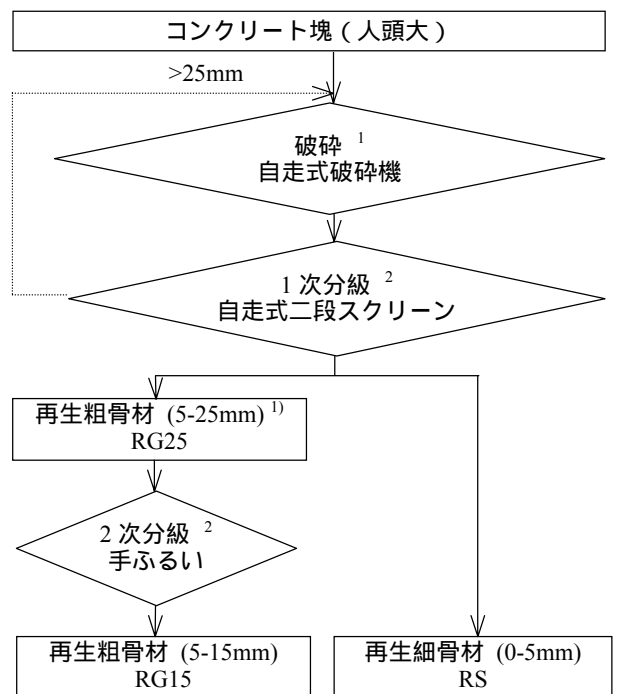 コンクリート塊（人頭大）
>25mm
破砕 1
自走式破砕機
1 次分級 2
自走式二段スクリーン
再生粗骨材 (5-25mm) 1)
RG25
2 次分級 2
手ふるい
再生粗骨材 (5-15mm)
RG15
再生細骨材 (0-5mm)
RS